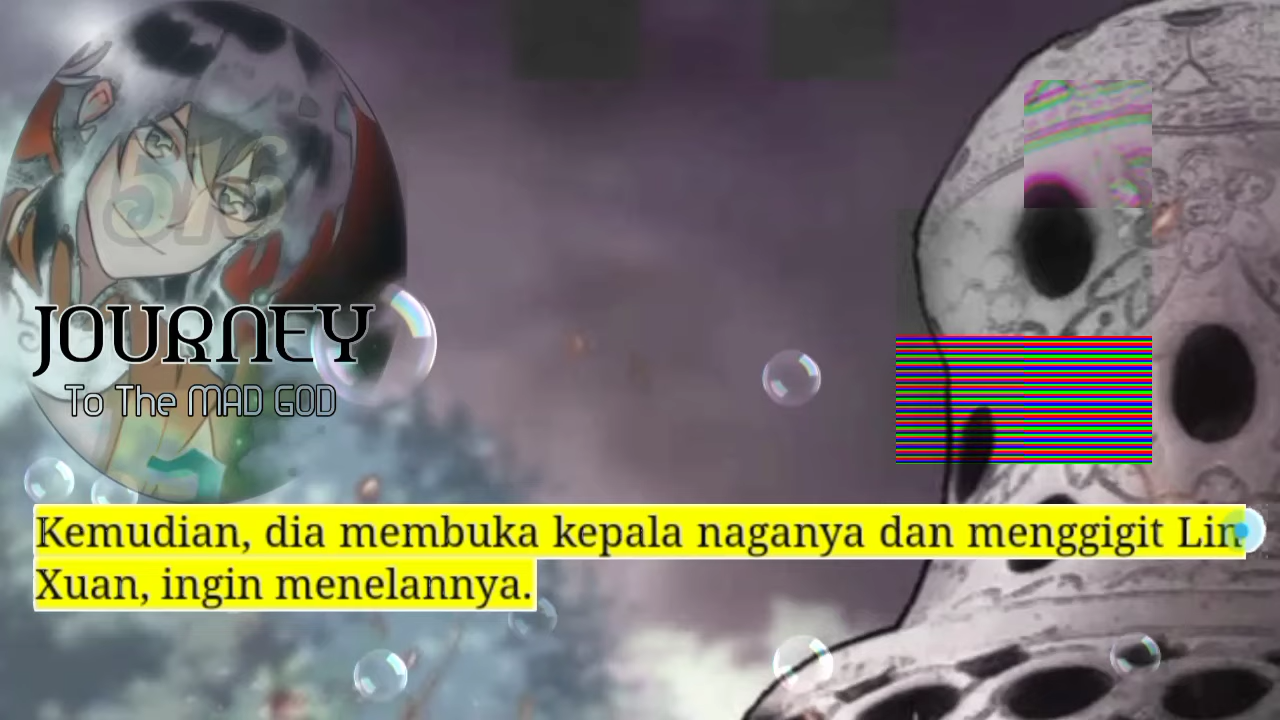 JOURNEY
To The MAD GOD
Kemudian, dia membuka kepala naganya dan menggigit Lin
Xuan, ingin menelannya.